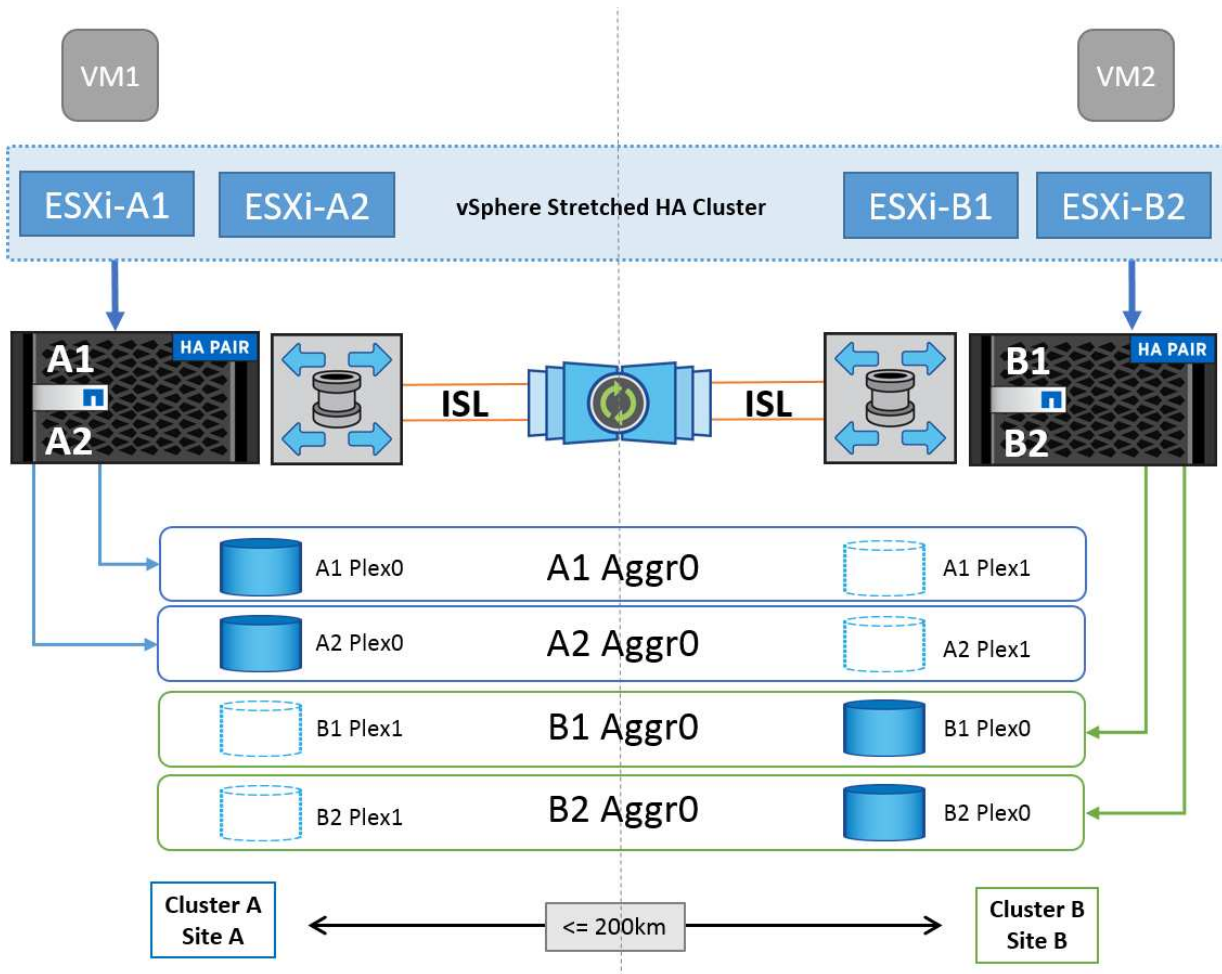 VM1
VM2
ESXi-A1
ESXi-A2
vSphere Stretched HA Cluster
ESXi-B1
ESXi-B2
A1
HA PAIR
A2
ISL
ISL
B1
HA PAIR
B2
A1 Plex0
A1 Aggr0
A1 Plex1
A2 Plex0
A2 Aggr0
A2 Plex1
B1 Plex1
B1 Aggr0
B1 Plex0
B2 Plex1
B2 Aggr0
B2 Plex0
Cluster A
Site A
<= 200km
Cluster B
Site B